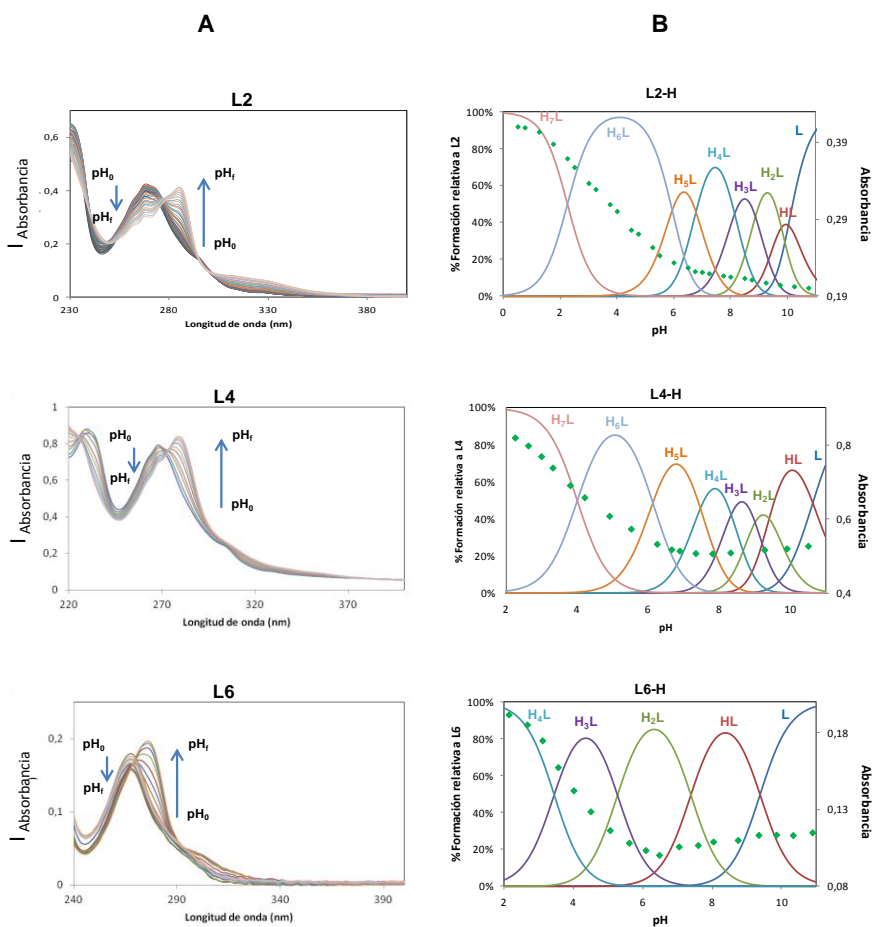 A
B
L2
0,6
0,4
0,2
0
230
280
330
380
pH₀
pH_f
pH_f
pH₀
| Absorbancia
Longitud de onda (nm)
L2-H
100%
80%
60%
40%
20%
0%
0,39
0,29
0,19
0
2
4
6
8
10
H₇L
H₆L
H₅L
H₄L
H₃L
H₂L
HL
L
% Formación relativa a L2
Absorbancia
pH
L4
1
0,8
0,6
0,4
0,2
0
220
270
320
370
pH₀
pH_f
pH_f
pH₀
| Absorbancia
Longitud de onda (nm)
L4-H
100%
80%
60%
40%
20%
0%
0,8
0,6
0,4
2
4
6
8
10
H₇L
H₆L
H₅L
H₄L
H₃L
H₂L
HL
L
% Formación relativa a L4
Absorbancia
pH
L6
0,2
0,1
0
240
290
340
390
pH₀
pH_f
pH_f
pH₀
| Absorbancia
Longitud de onda (nm)
L6-H
100%
80%
60%
40%
20%
0%
0,18
0,13
0,08
2
4
6
8
10
H₄L
H₃L
H₂L
HL
L
% Formación relativa a L6
Absorbancia
pH